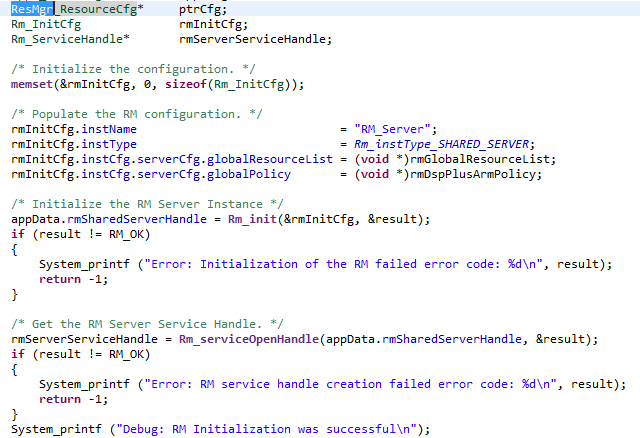 ResMgr_ResourceCfg* ptrCfg;
Rm_InitCfg rmInitCfg;
Rm_ServiceHandle* rmServerServiceHandle;
/* Initialize the configuration. */
memset(&rmInitCfg, 0, sizeof(Rm_InitCfg));
/* Populate the RM configuration. */
rmInitCfg.instName = "RM_Server";
rmInitCfg.instType = Rm_instType_SHARED_SERVER;
rmInitCfg.instCfg.serverCfg.globalResourceList = (void *)rmGlobalResourceList;
rmInitCfg.instCfg.serverCfg.globalPolicy = (void *)rmDspPlusArmPolicy;
/* Initialize the RM Server Instance */
appData.rmSharedServerHandle = Rm_init(&rmInitCfg, &result);
if (result != RM_OK)
{
System_printf ("Error: Initialization of the RM failed error code: %d\n", result);
return -1;
}
/* Get the RM Server Service Handle. */
rmServerServiceHandle = Rm_serviceOpenHandle(appData.rmSharedServerHandle, &result);
if (result != RM_OK)
{
System_printf ("Error: RM service handle creation failed error code: %d\n", result);
return -1;
}
System_printf ("Debug: RM Initialization was successful\n");